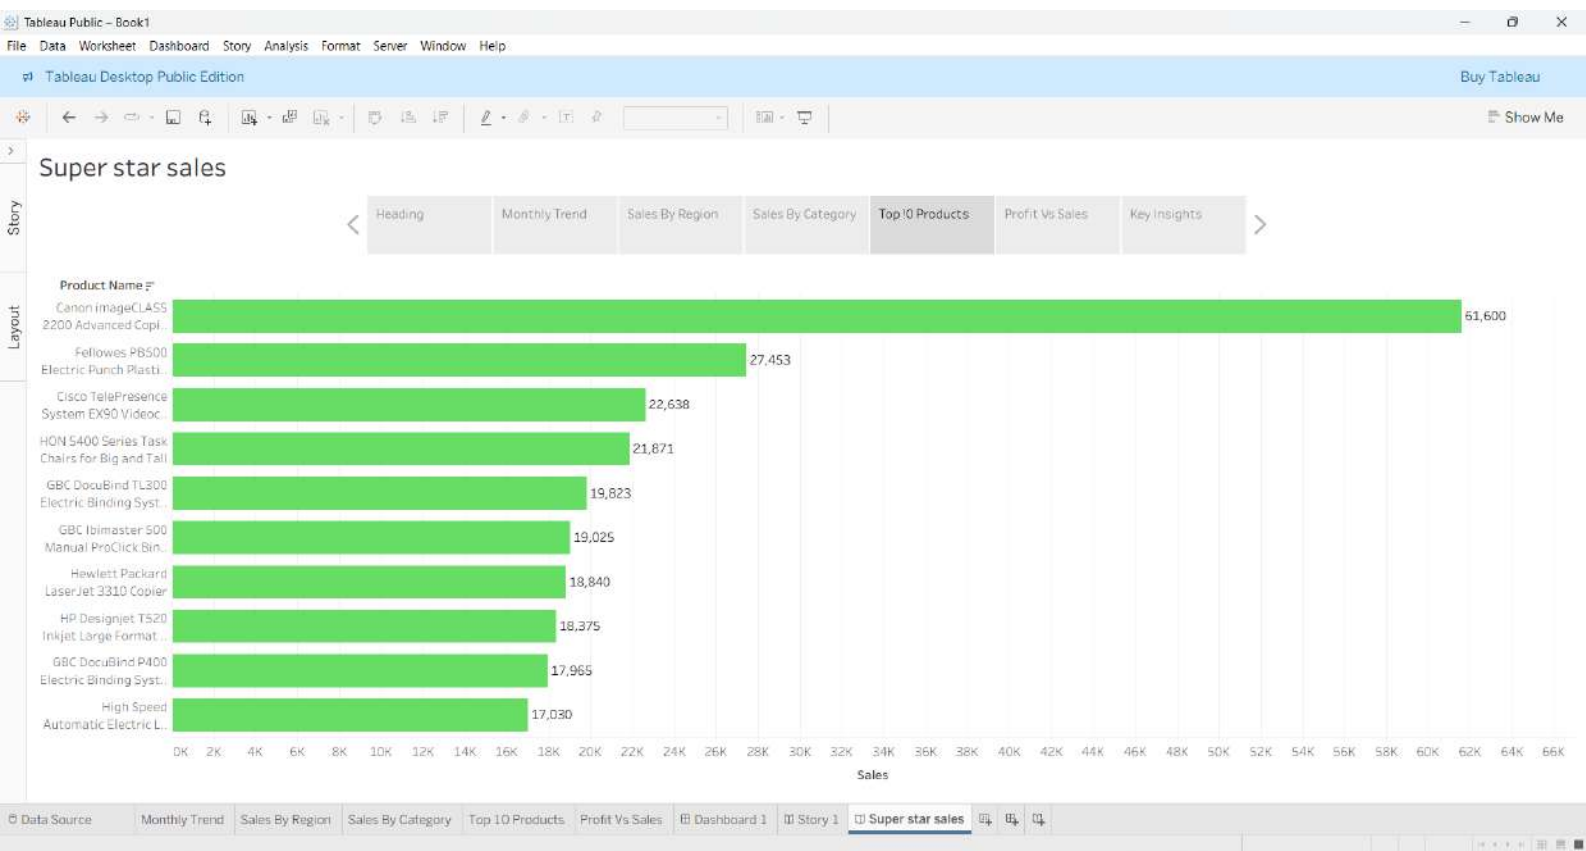 Tableau Public – Book1
File Data Worksheet Dashboard Story Analysis Format Server Window Help
Tableau Desktop Public Edition
Buy Tableau
Show Me
Story
Layout
Super star sales
Heading
Monthly Trend
Sales By Region
Sales By Category
Top 10 Products
Profit Vs Sales
Key Insights
Product Name
Canon imageCLASS
2200 Advanced Copi..
61,600
Fellowes PB500
Electric Punch Plasti..
27,453
Cisco TelePresence
System EX90 Videoc..
22,638
HON 5400 Series Task
Chairs for Big and Tall
21,871
GBC DocuBind TL300
Electric Binding Syst..
19,823
GBC Ibimaster 500
Manual ProClick Bin..
19,025
Hewlett Packard
LaserJet 3310 Copier
18,840
HP Designjet T520
Inkjet Large Format ..
18,375
GBC DocuBind P400
Electric Binding Syst..
17,965
High Speed
Automatic Electric L..
17,030
0K 2K 4K 6K 8K 10K 12K 14K 16K 18K 20K 22K 24K 26K 28K 30K 32K 34K 36K 38K 40K 42K 44K 46K 48K 50K 52K 54K 56K 58K 60K 62K 64K 66K
Sales
Data Source Monthly Trend Sales By Region Sales By Category Top 10 Products Profit Vs Sales Dashboard 1 Story 1 Super star sales